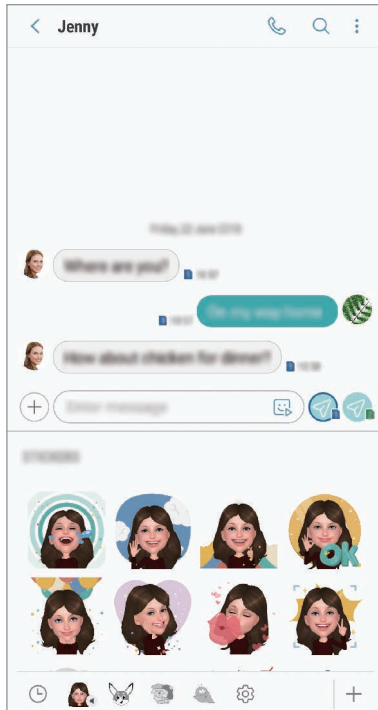 Jenny
Where are you?
On my way home
How about chicken for dinner?
Enter message
STICKERS
OK